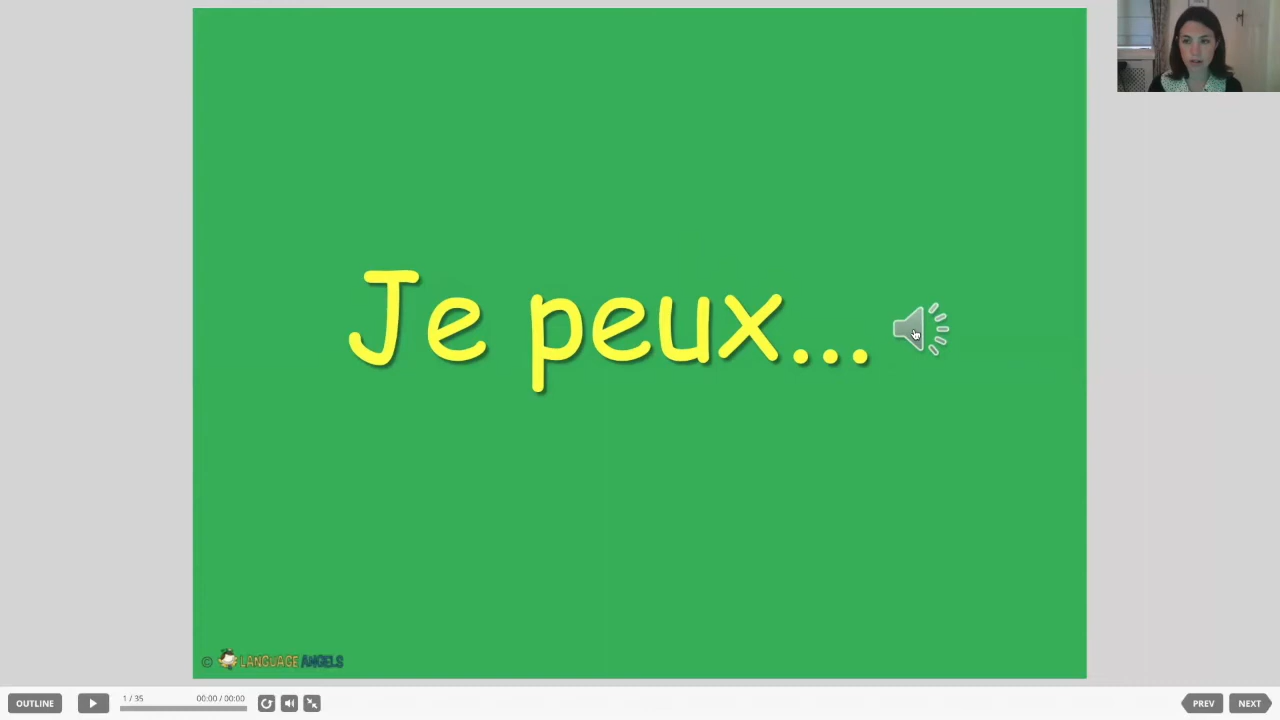 Je peux...
© LANGUAGE ANGELS
OUTLINE
1 / 35
00:00 / 00:00
PREV
NEXT